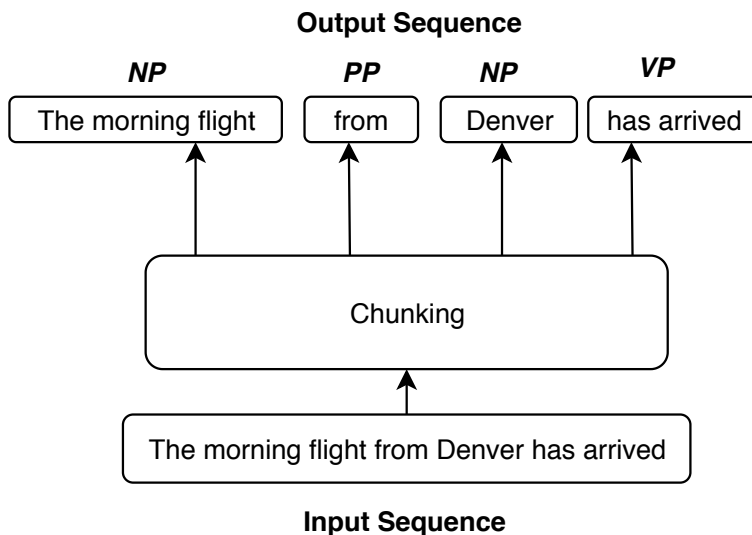 Output Sequence
NP PP NP VP
The morning flight from Denver has arrived
Chunking
The morning flight from Denver has arrived
Input Sequence